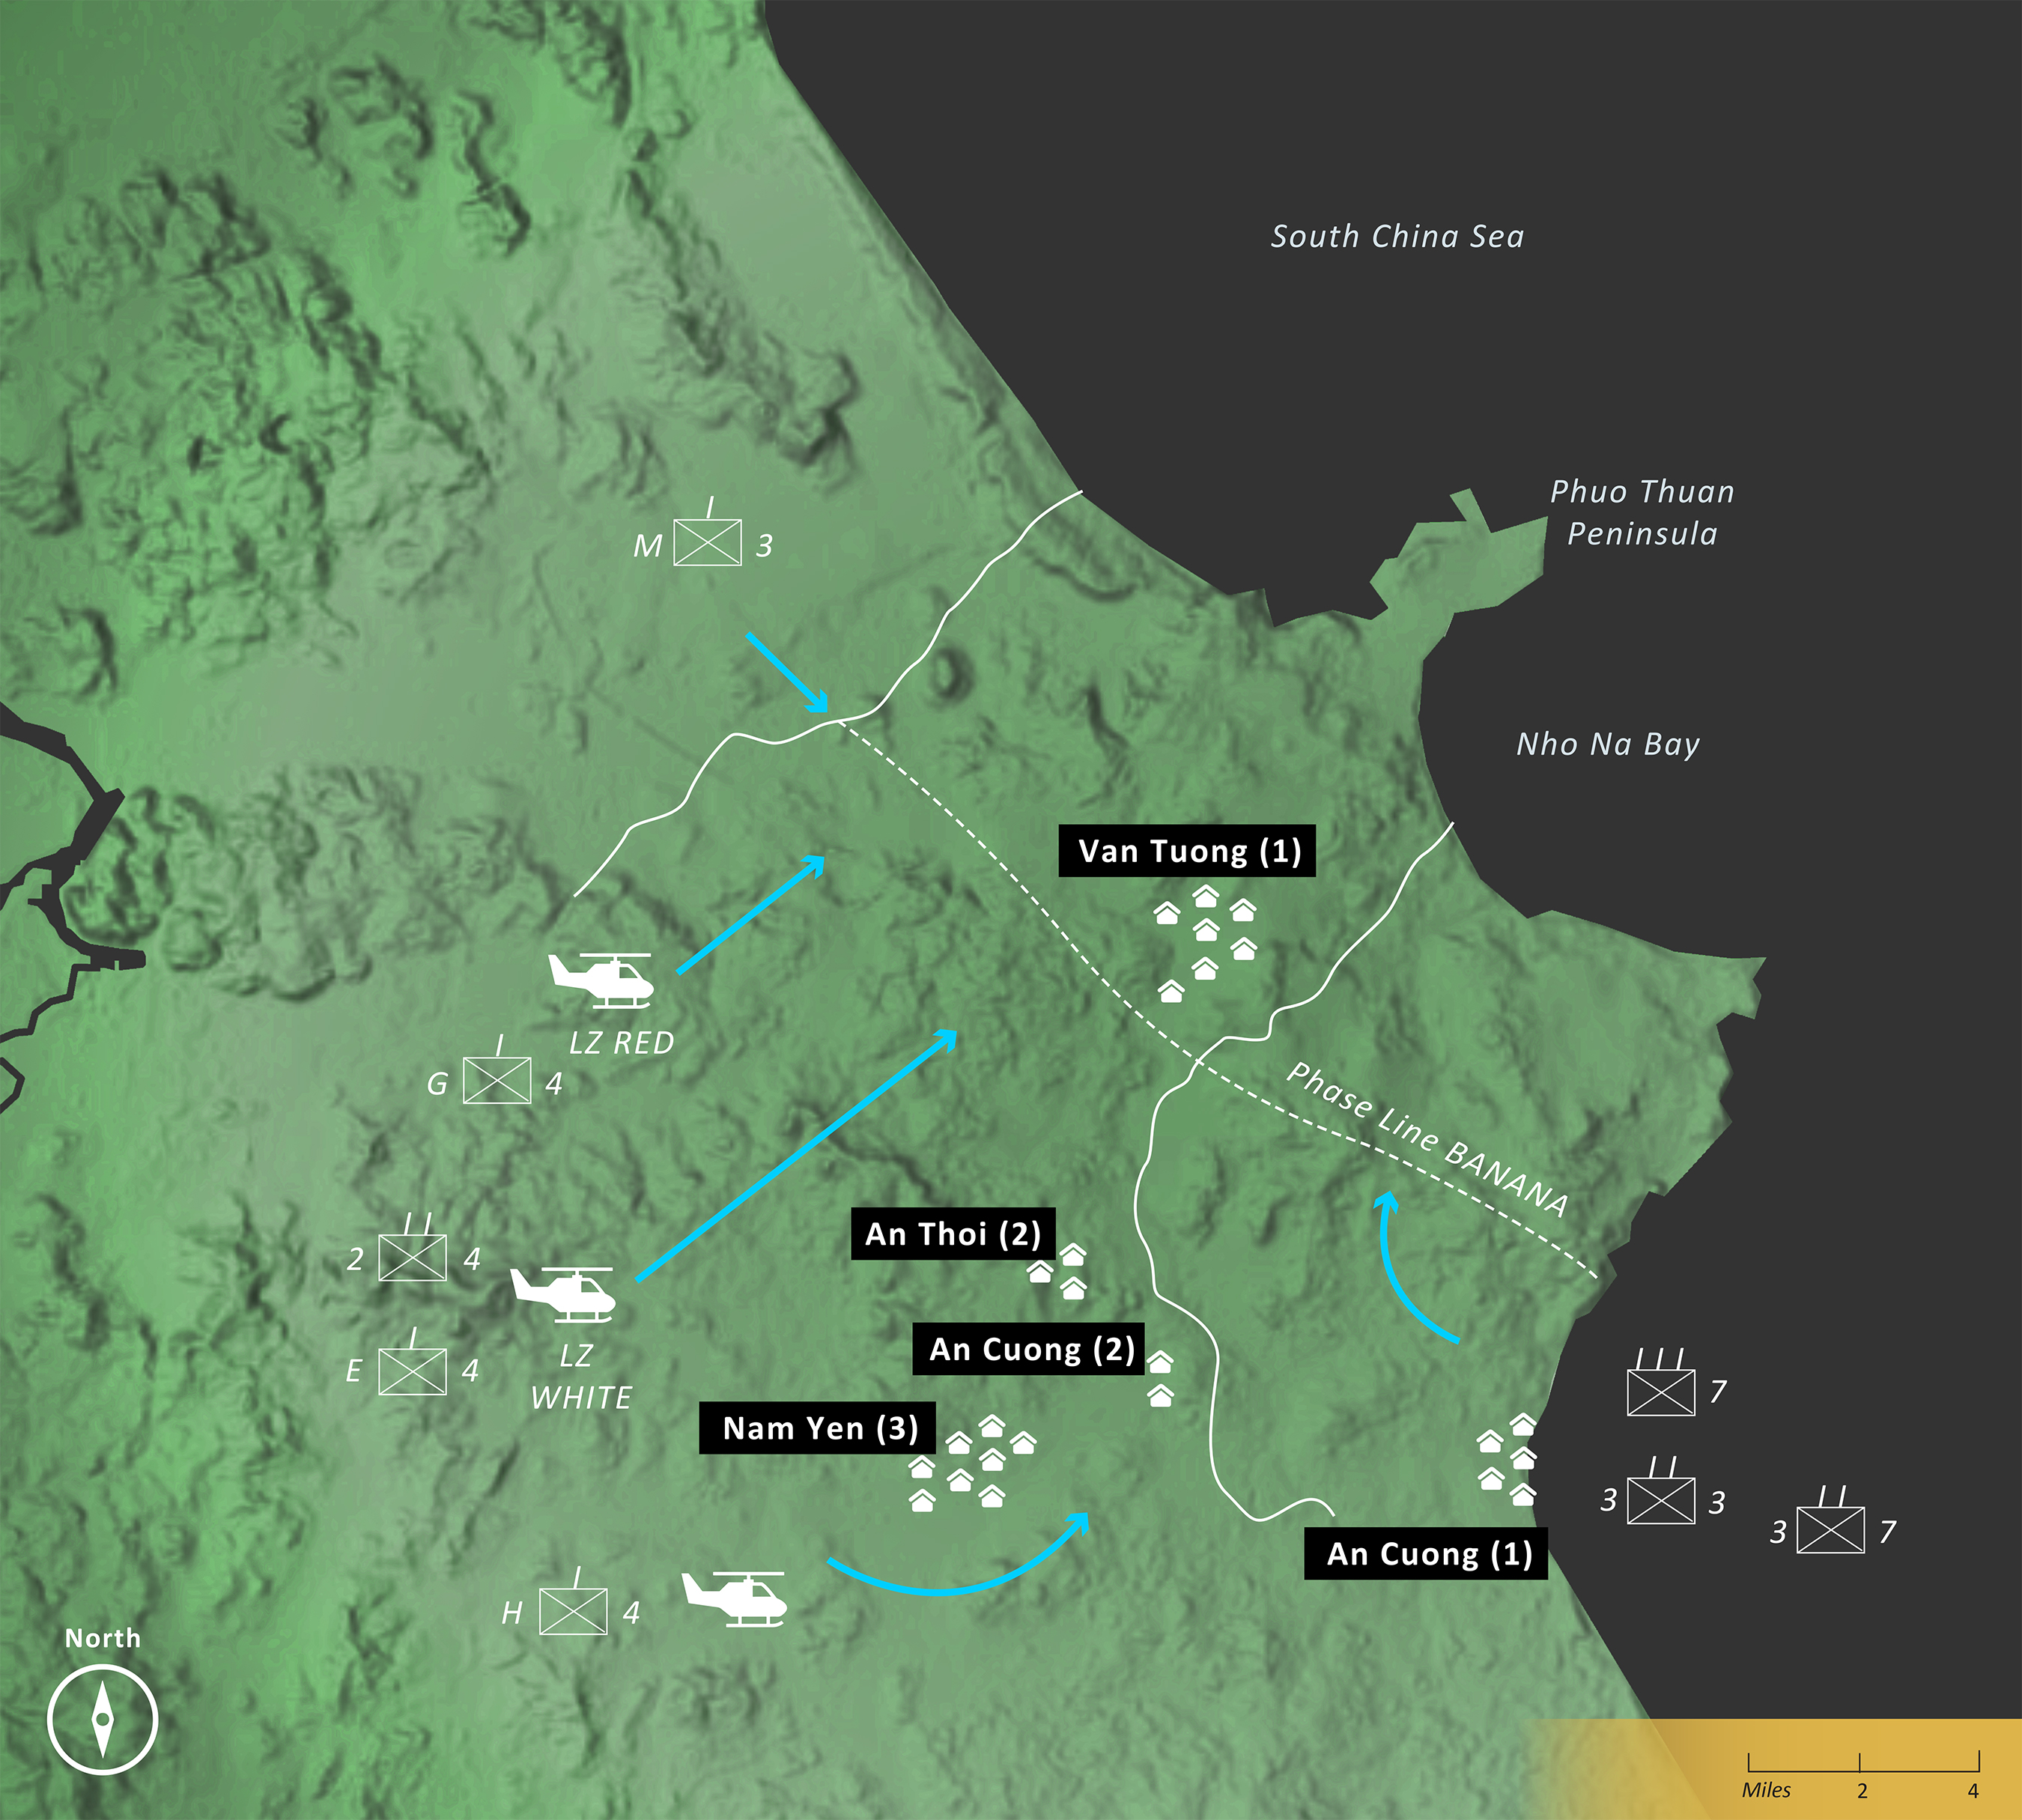 South China Sea
Phuo Thuan
Peninsula
M 3
Nho Na Bay
Van Tuong (1)
LZ RED
G 4
Phase Line BANANA
An Thoi (2)
2 4
An Cuong (2)
E 4
LZ
WHITE
7
Nam Yen (3)
3 3
3 7
An Cuong (1)
H 4
North
Miles 2 4